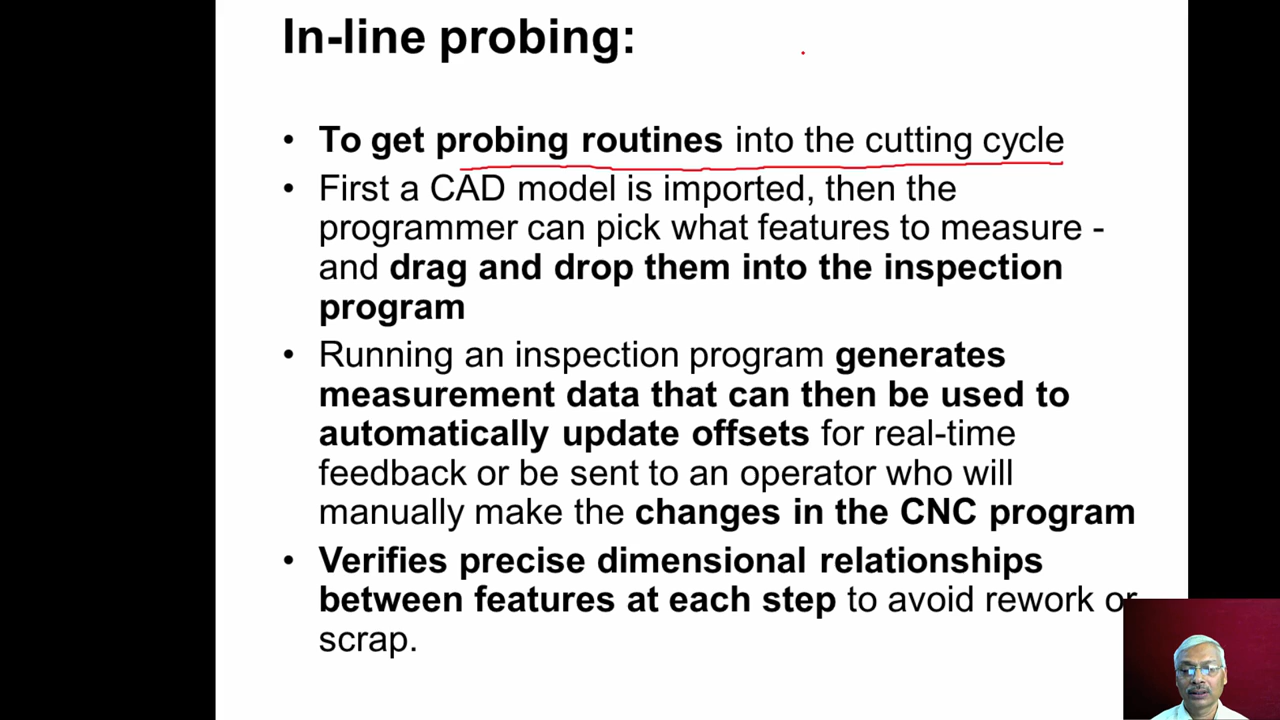 In-line probing:
• To get probing routines into the cutting cycle
• First a CAD model is imported, then the
programmer can pick what features to measure -
and drag and drop them into the inspection
program
• Running an inspection program generates
measurement data that can then be used to
automatically update offsets for real-time
feedback or be sent to an operator who will
manually make the changes in the CNC program
• Verifies precise dimensional relationships
between features at each step to avoid rework or
scrap.